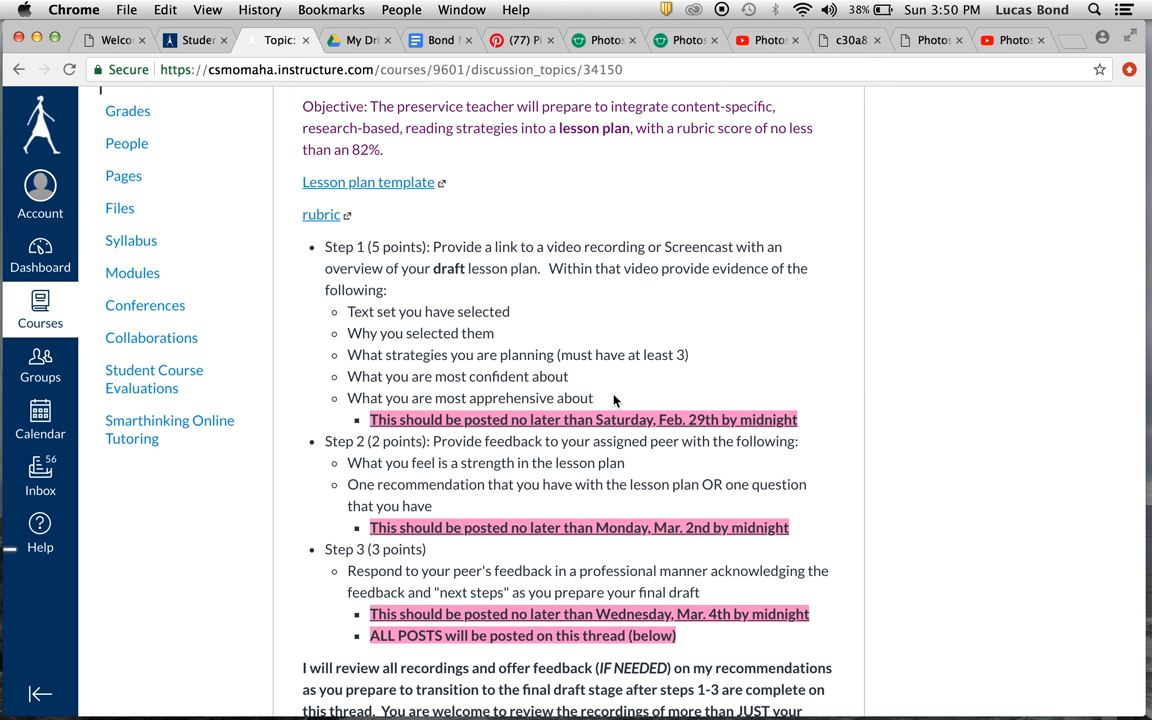 Chrome File Edit View History Bookmarks People Window Help 38% Sun 3:50 PM Lucas Bond
Welco Studer Topic: My Dri Bond M (77) Pi Photos Photos Photos c30a8 Photos Photos
Secure https://csmomaha.instructure.com/courses/9601/discussion_topics/34150
Account
Dashboard
Courses
Groups
Calendar
56
Inbox
Help
Grades
People
Pages
Files
Syllabus
Modules
Conferences
Collaborations
Student Course
Evaluations
Smarthinking Online
Tutoring
Objective: The preservice teacher will prepare to integrate content-specific,
research-based, reading strategies into a lesson plan, with a rubric score of no less
than an 82%.
Lesson plan template
rubric
Step 1 (5 points): Provide a link to a video recording or Screencast with an
overview of your draft lesson plan. Within that video provide evidence of the
following:
Text set you have selected
Why you selected them
What strategies you are planning (must have at least 3)
What you are most confident about
What you are most apprehensive about
This should be posted no later than Saturday, Feb. 29th by midnight
Step 2 (2 points): Provide feedback to your assigned peer with the following:
What you feel is a strength in the lesson plan
One recommendation that you have with the lesson plan OR one question
that you have
This should be posted no later than Monday, Mar. 2nd by midnight
Step 3 (3 points)
Respond to your peer's feedback in a professional manner acknowledging the
feedback and "next steps" as you prepare your final draft
This should be posted no later than Wednesday, Mar. 4th by midnight
ALL POSTS will be posted on this thread (below)
I will review all recordings and offer feedback (IF NEEDED) on my recommendations
as you prepare to transition to the final draft stage after steps 1-3 are complete on
this thread. You are welcome to review the recordings of more than JUST your